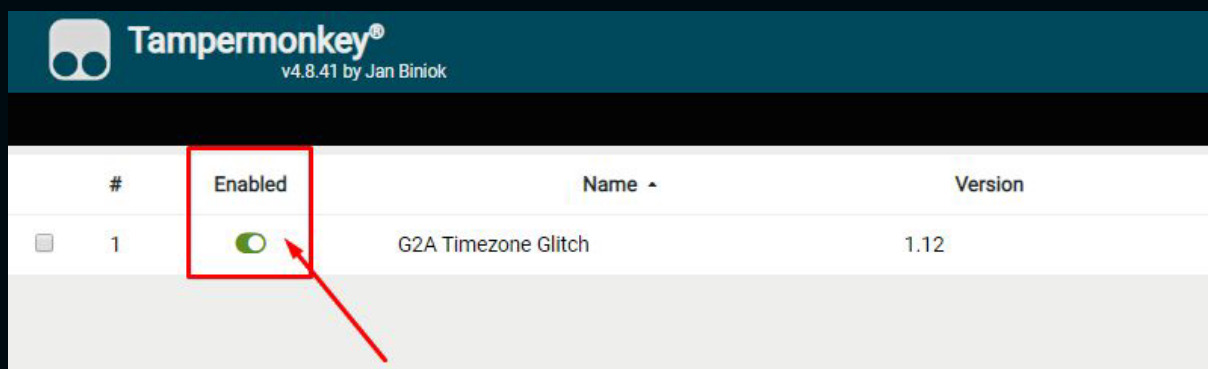 Tampermonkey®
v4.8.41 by Jan Biniok
# Enabled Name Version
1 G2A Timezone Glitch 1.12